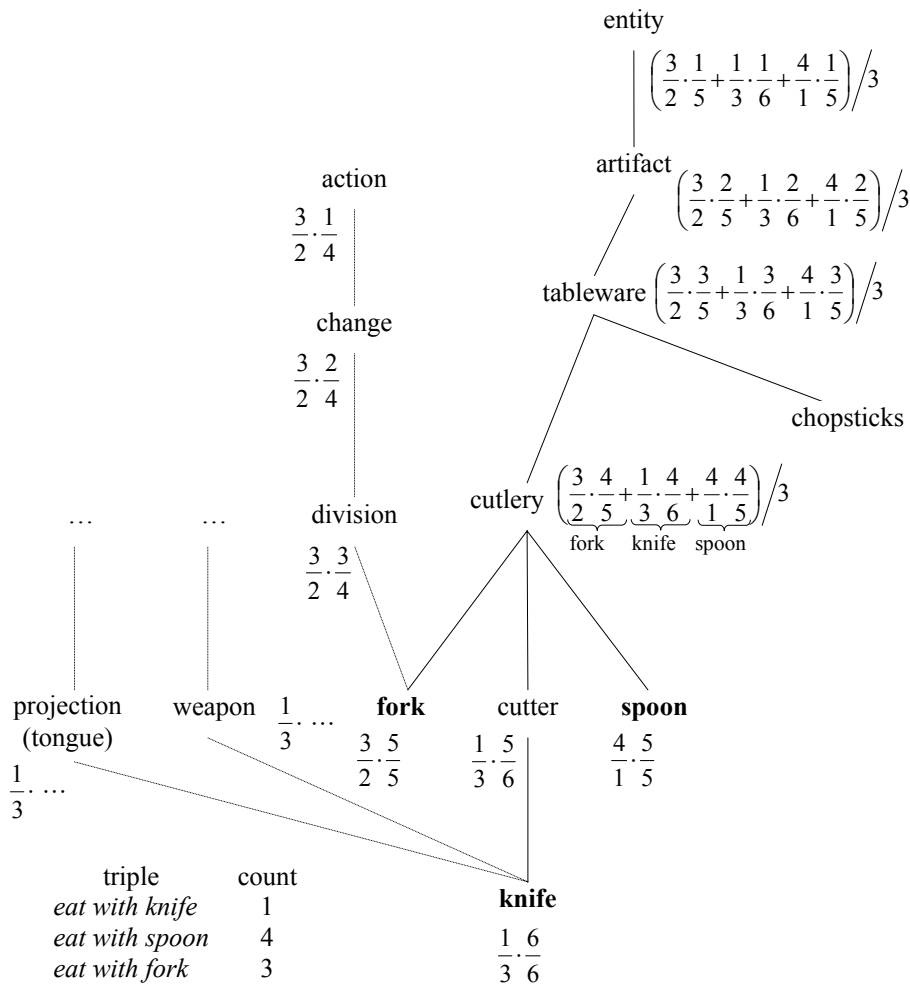 entity
(3/2 · 1/5 + 1/3 · 1/6 + 4/1 · 1/5) / 3
artifact
(3/2 · 2/5 + 1/3 · 2/6 + 4/1 · 2/5) / 3
action
3/2 · 1/4
tableware (3/2 · 3/5 + 1/3 · 3/6 + 4/1 · 3/5) / 3
change
3/2 · 2/4
chopsticks
cutlery (3/2 · 4/5 + 1/3 · 4/6 + 4/1 · 4/5) / 3
fork knife spoon
... ... division
3/2 · 3/4
projection weapon 1/3 · ... fork cutter spoon
(tongue)
1/3 · ... 3/2 · 5/5 1/3 · 5/6 4/1 · 5/5
triple count
eat with knife 1
eat with spoon 4
eat with fork 3
knife
1/3 · 6/6